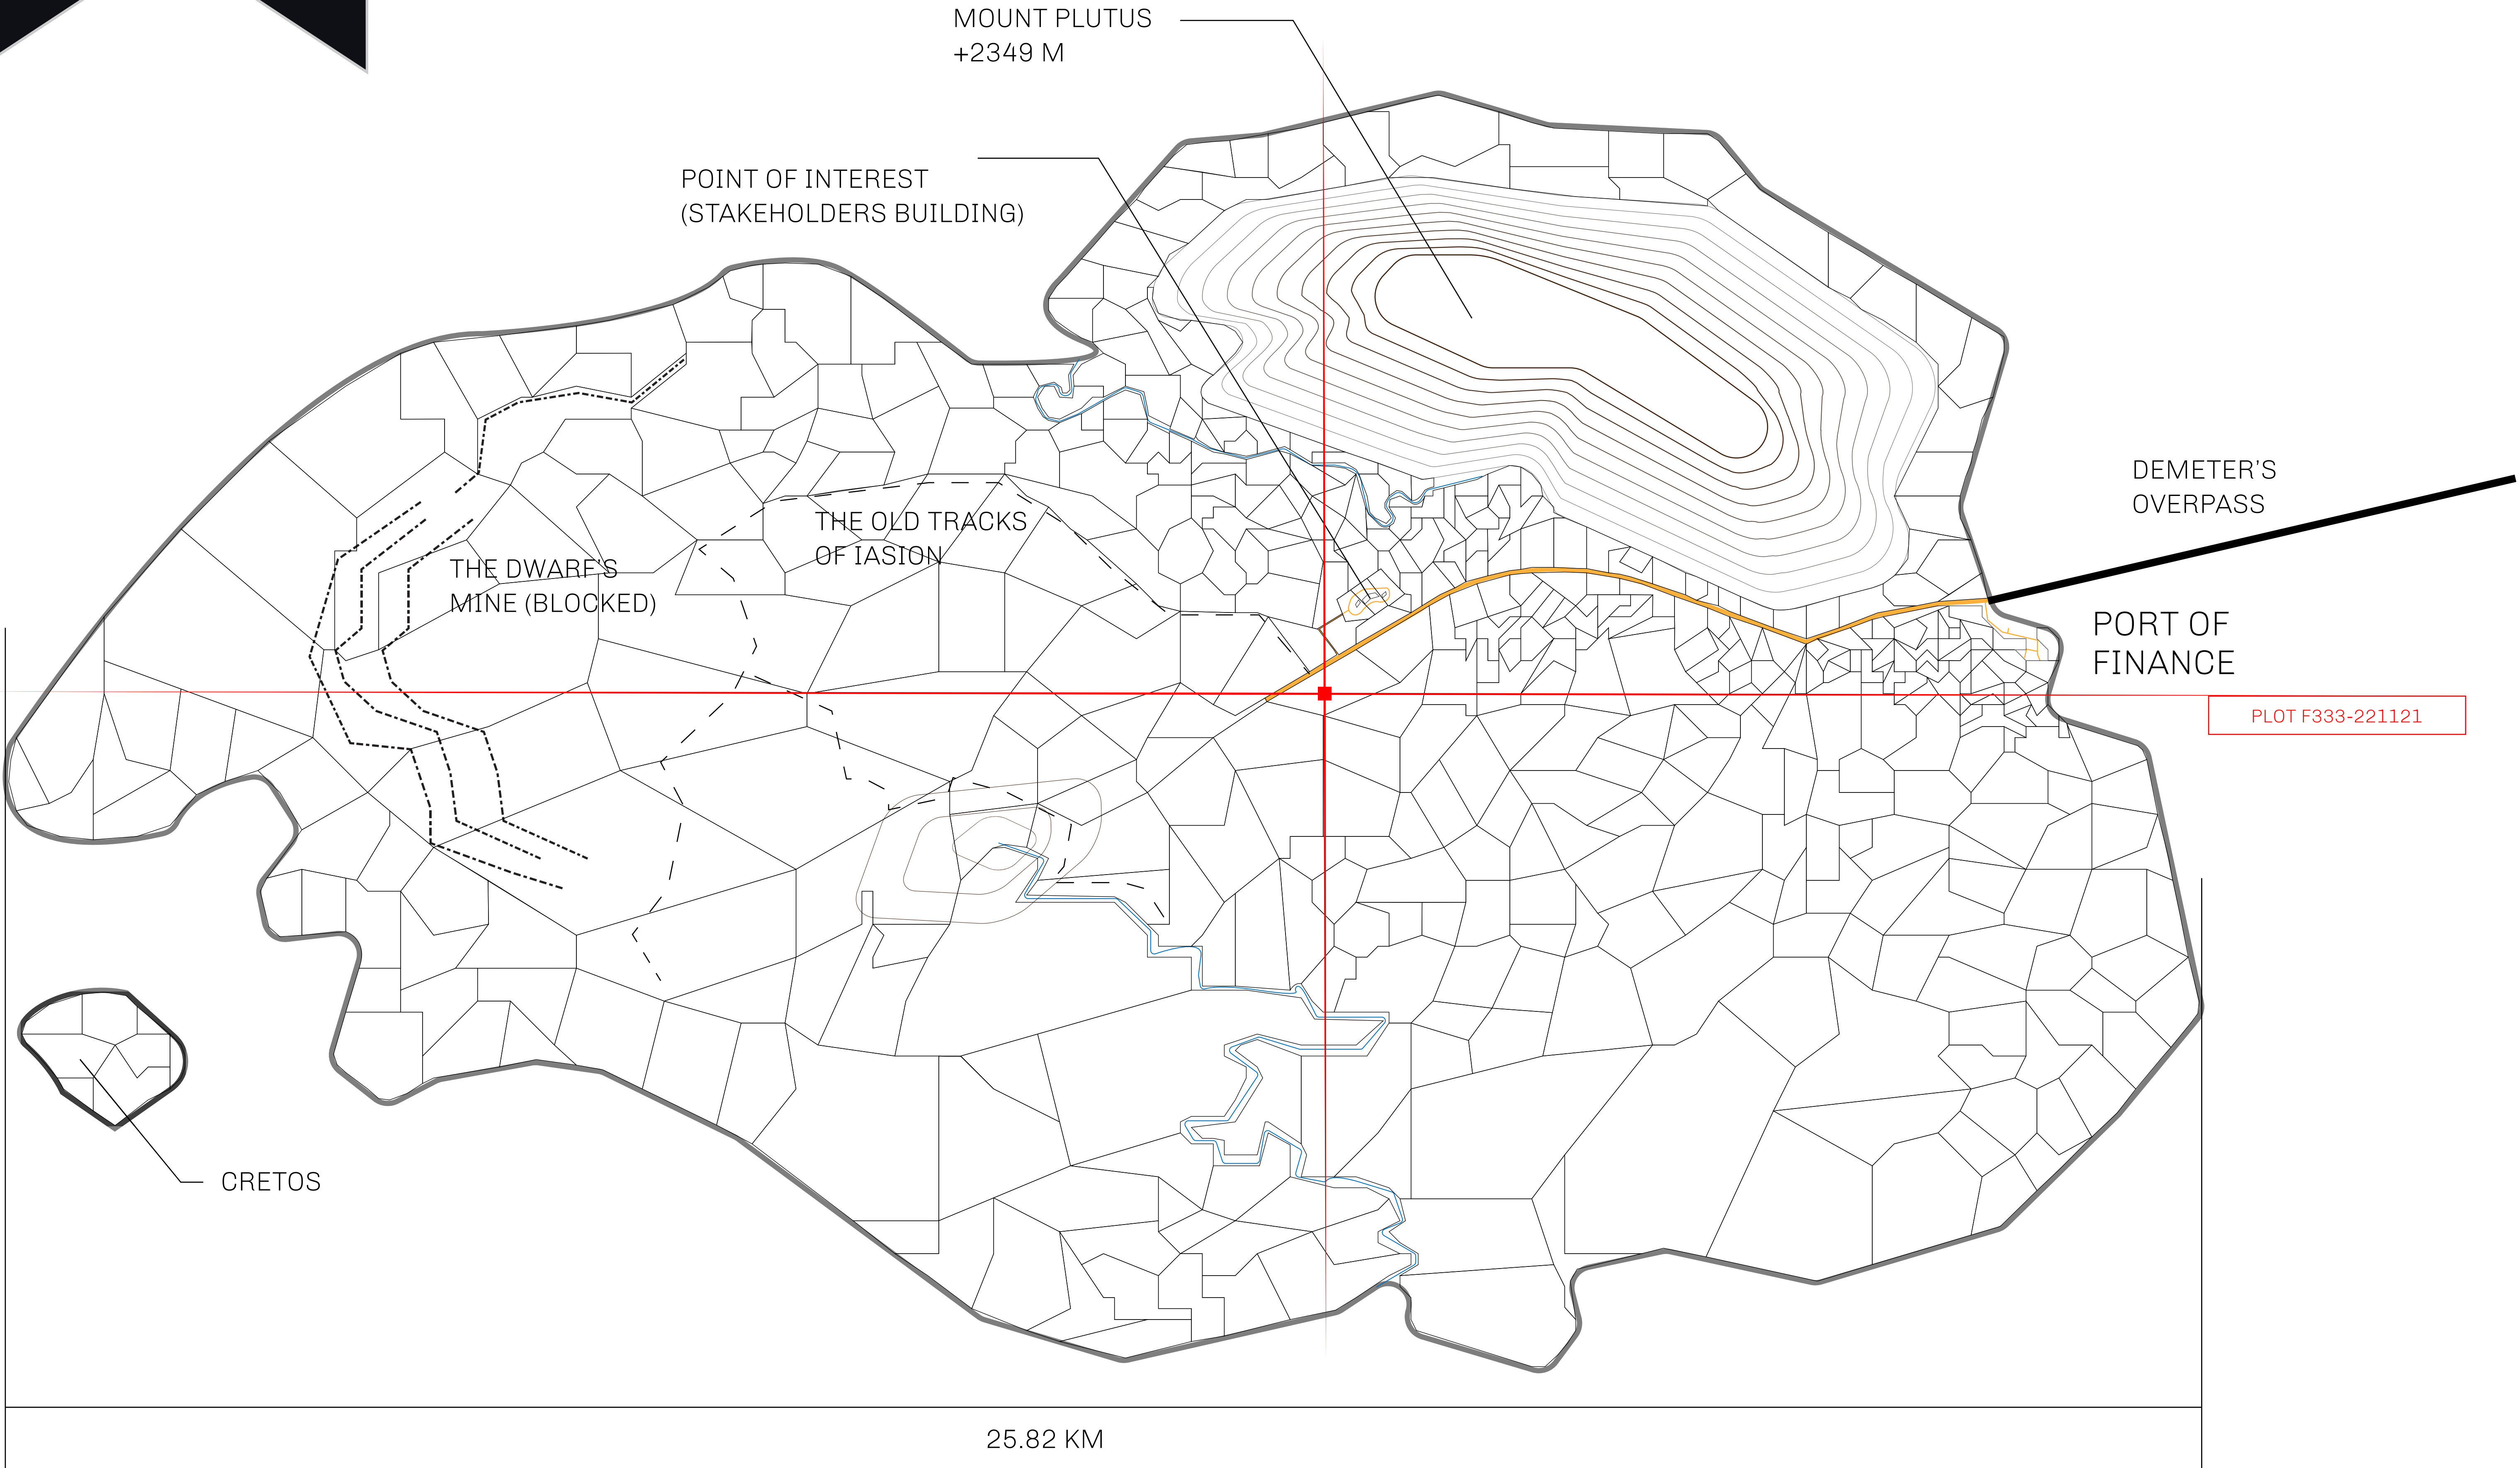 MOUNT PLUTUS
+2349 M
POINT OF INTEREST
(STAKEHOLDERS BUILDING)
DEMETER'S
OVERPASS
THE OLD TRACKS
OF IASION
THE DWARF'S
MINE (BLOCKED)
PORT OF
FINANCE
PLOT F333-221121
CRETOS
25.82 KM